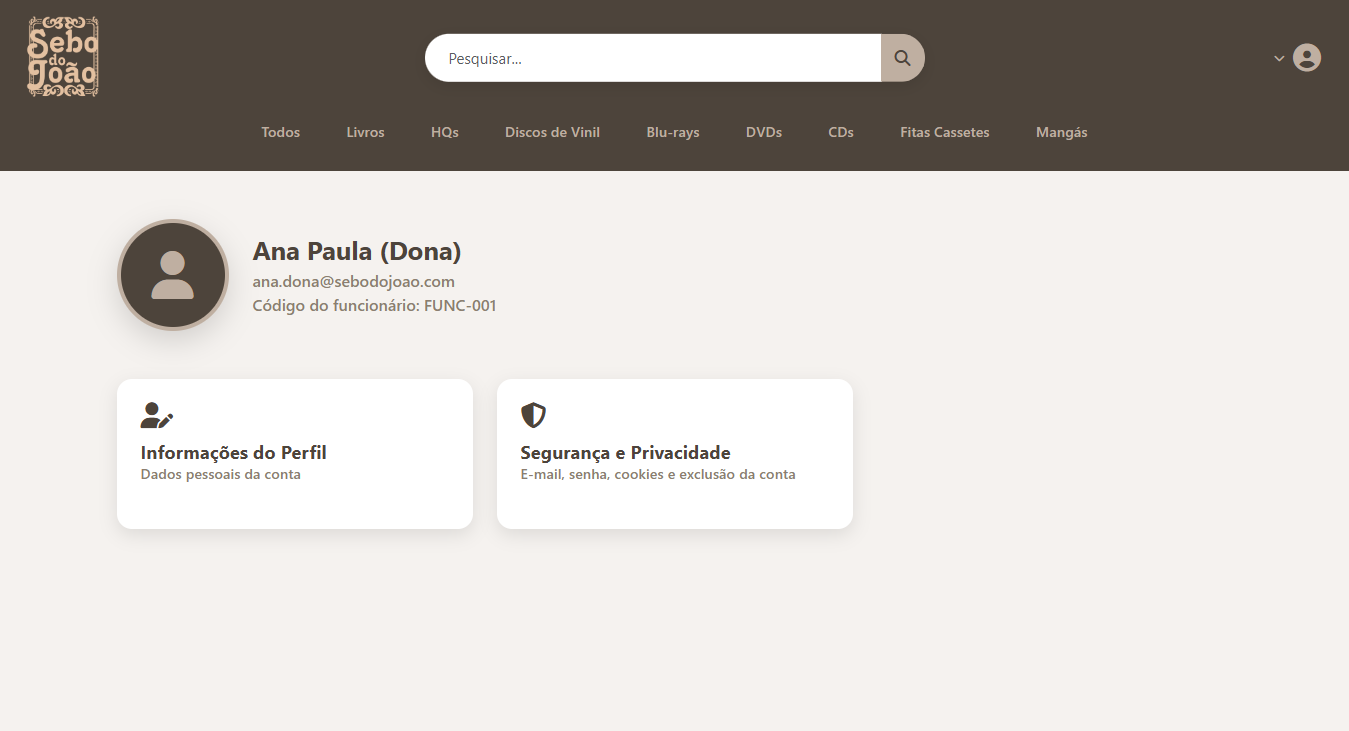 Sebo
do
João
Pesquisar...
Todos Livros HQs Discos de Vinil Blu-rays DVDs CDs Fitas Cassetes Mangás
Ana Paula (Dona)
ana.dona@sebodojoao.com
Código do funcionário: FUNC-001
Informações do Perfil
Dados pessoais da conta
Segurança e Privacidade
E-mail, senha, cookies e exclusão da conta